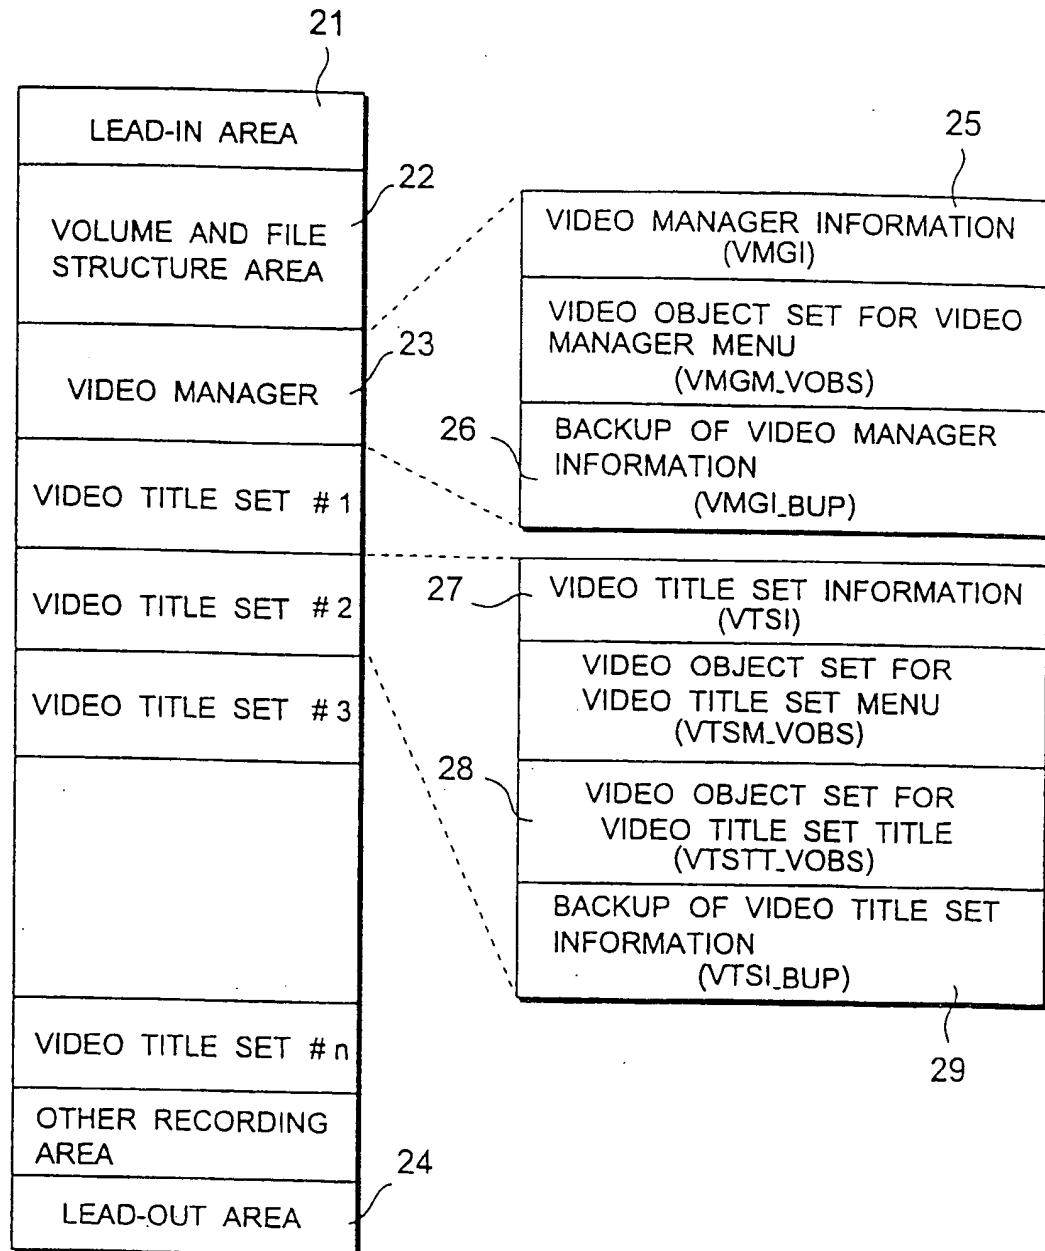 21
LEAD-IN AREA
22
VOLUME AND FILE
STRUCTURE AREA
23
VIDEO MANAGER
VIDEO TITLE SET #1
VIDEO TITLE SET #2
VIDEO TITLE SET #3
VIDEO TITLE SET #n
OTHER RECORDING
AREA
24
LEAD-OUT AREA
25
VIDEO MANAGER INFORMATION
(VMGI)
VIDEO OBJECT SET FOR VIDEO
MANAGER MENU
(VMGM_VOBS)
26
BACKUP OF VIDEO MANAGER
INFORMATION
(VMGI_BUP)
27
VIDEO TITLE SET INFORMATION
(VTSI)
VIDEO OBJECT SET FOR
VIDEO TITLE SET MENU
(VTSM_VOBS)
28
VIDEO OBJECT SET FOR
VIDEO TITLE SET TITLE
(VTSTT_VOBS)
BACKUP OF VIDEO TITLE SET
INFORMATION
(VTSI_BUP)
29